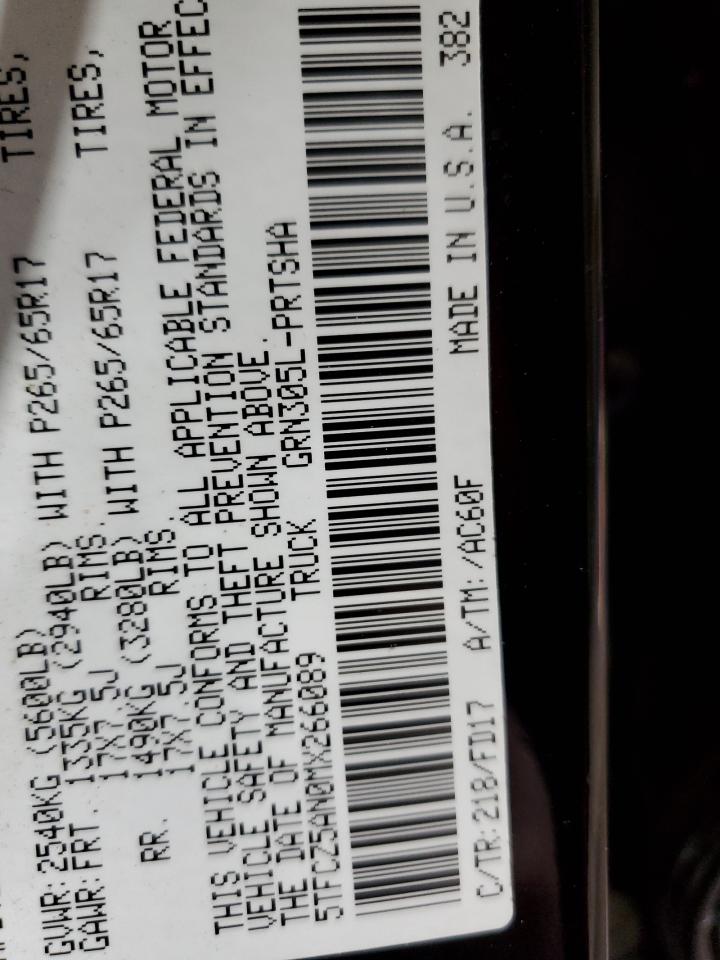 GVWR: 2540KG (5600LB)
GAWR: FRT. 1335KG (2940LB) WITH P265/65R17 TIRES,
17X7.5J RIMS.
RR. 1490KG (3280LB) WITH P265/65R17 TIRES,
17X7.5J RIMS.
THIS VEHICLE CONFORMS TO ALL APPLICABLE FEDERAL MOTOR
VEHICLE SAFETY AND THEFT PREVENTION STANDARDS IN EFFEC
THE DATE OF MANUFACTURE SHOWN ABOVE.
5TFCZ5AN0MX266089 TRUCK GRN305L-PRTSHA
C/TR:218/FD17 A/TM: /AC60F MADE IN U.S.A. 382